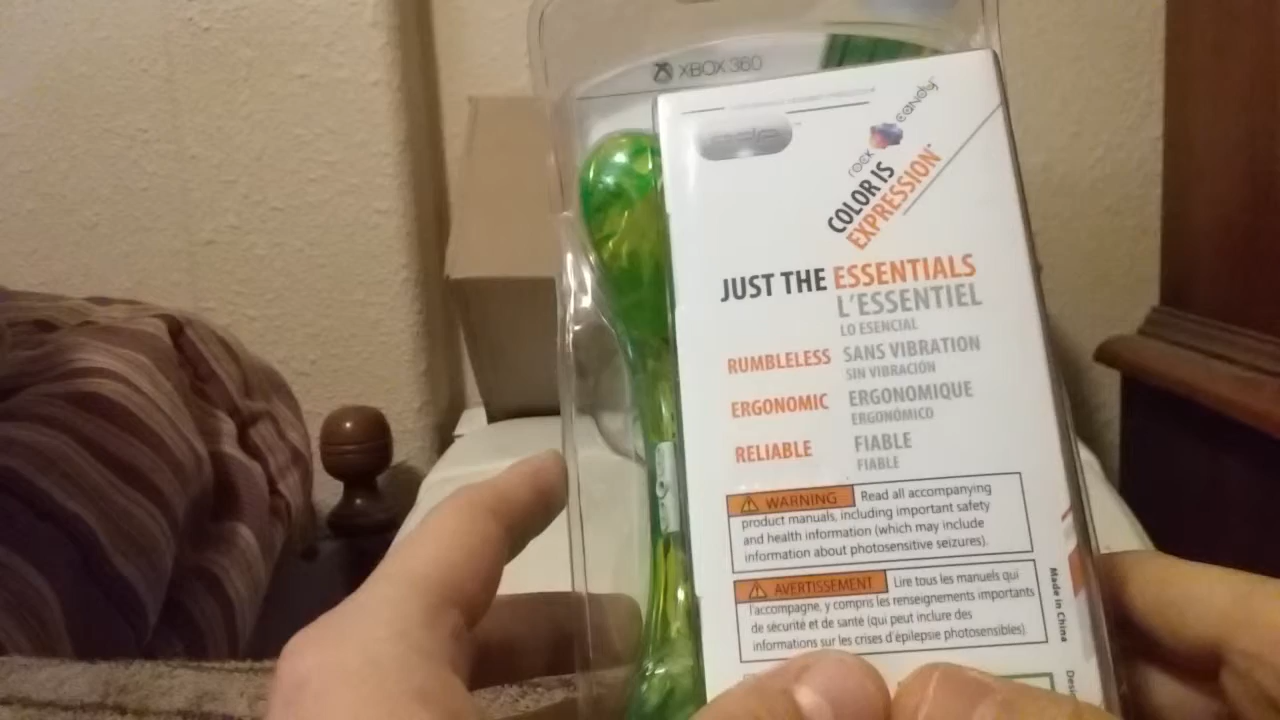 XBOX 360
pdp
rock candy
COLOR IS
EXPRESSION
JUST THE ESSENTIALS
L'ESSENTIEL
LO ESENCIAL
RUMBLELESS SANS VIBRATION
SIN VIBRACIÓN
ERGONOMIC ERGONOMIQUE
ERGONÓMICO
RELIABLE FIABLE
FIABLE
WARNING Read all accompanying
product manuals, including important safety
and health information (which may include
information about photosensitive seizures).
AVERTISSEMENT Lire tous les manuels qui
l'accompagne, y compris les renseignements importants
de sécurité et de santé (qui peut inclure des
informations sur les crises d'épilepsie photosensibles).
Made in China